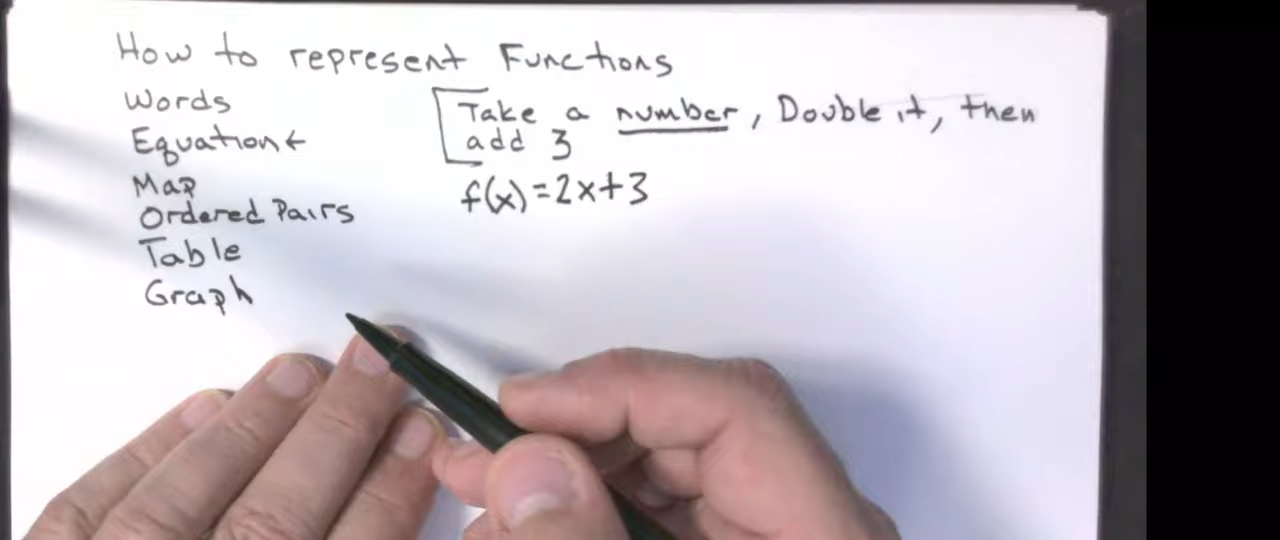 How to represent Functions
Words
Equation←
Map
Ordered Pairs
Table
Graph
Take a number, Double it, then
add 3
f(x)=2x+3